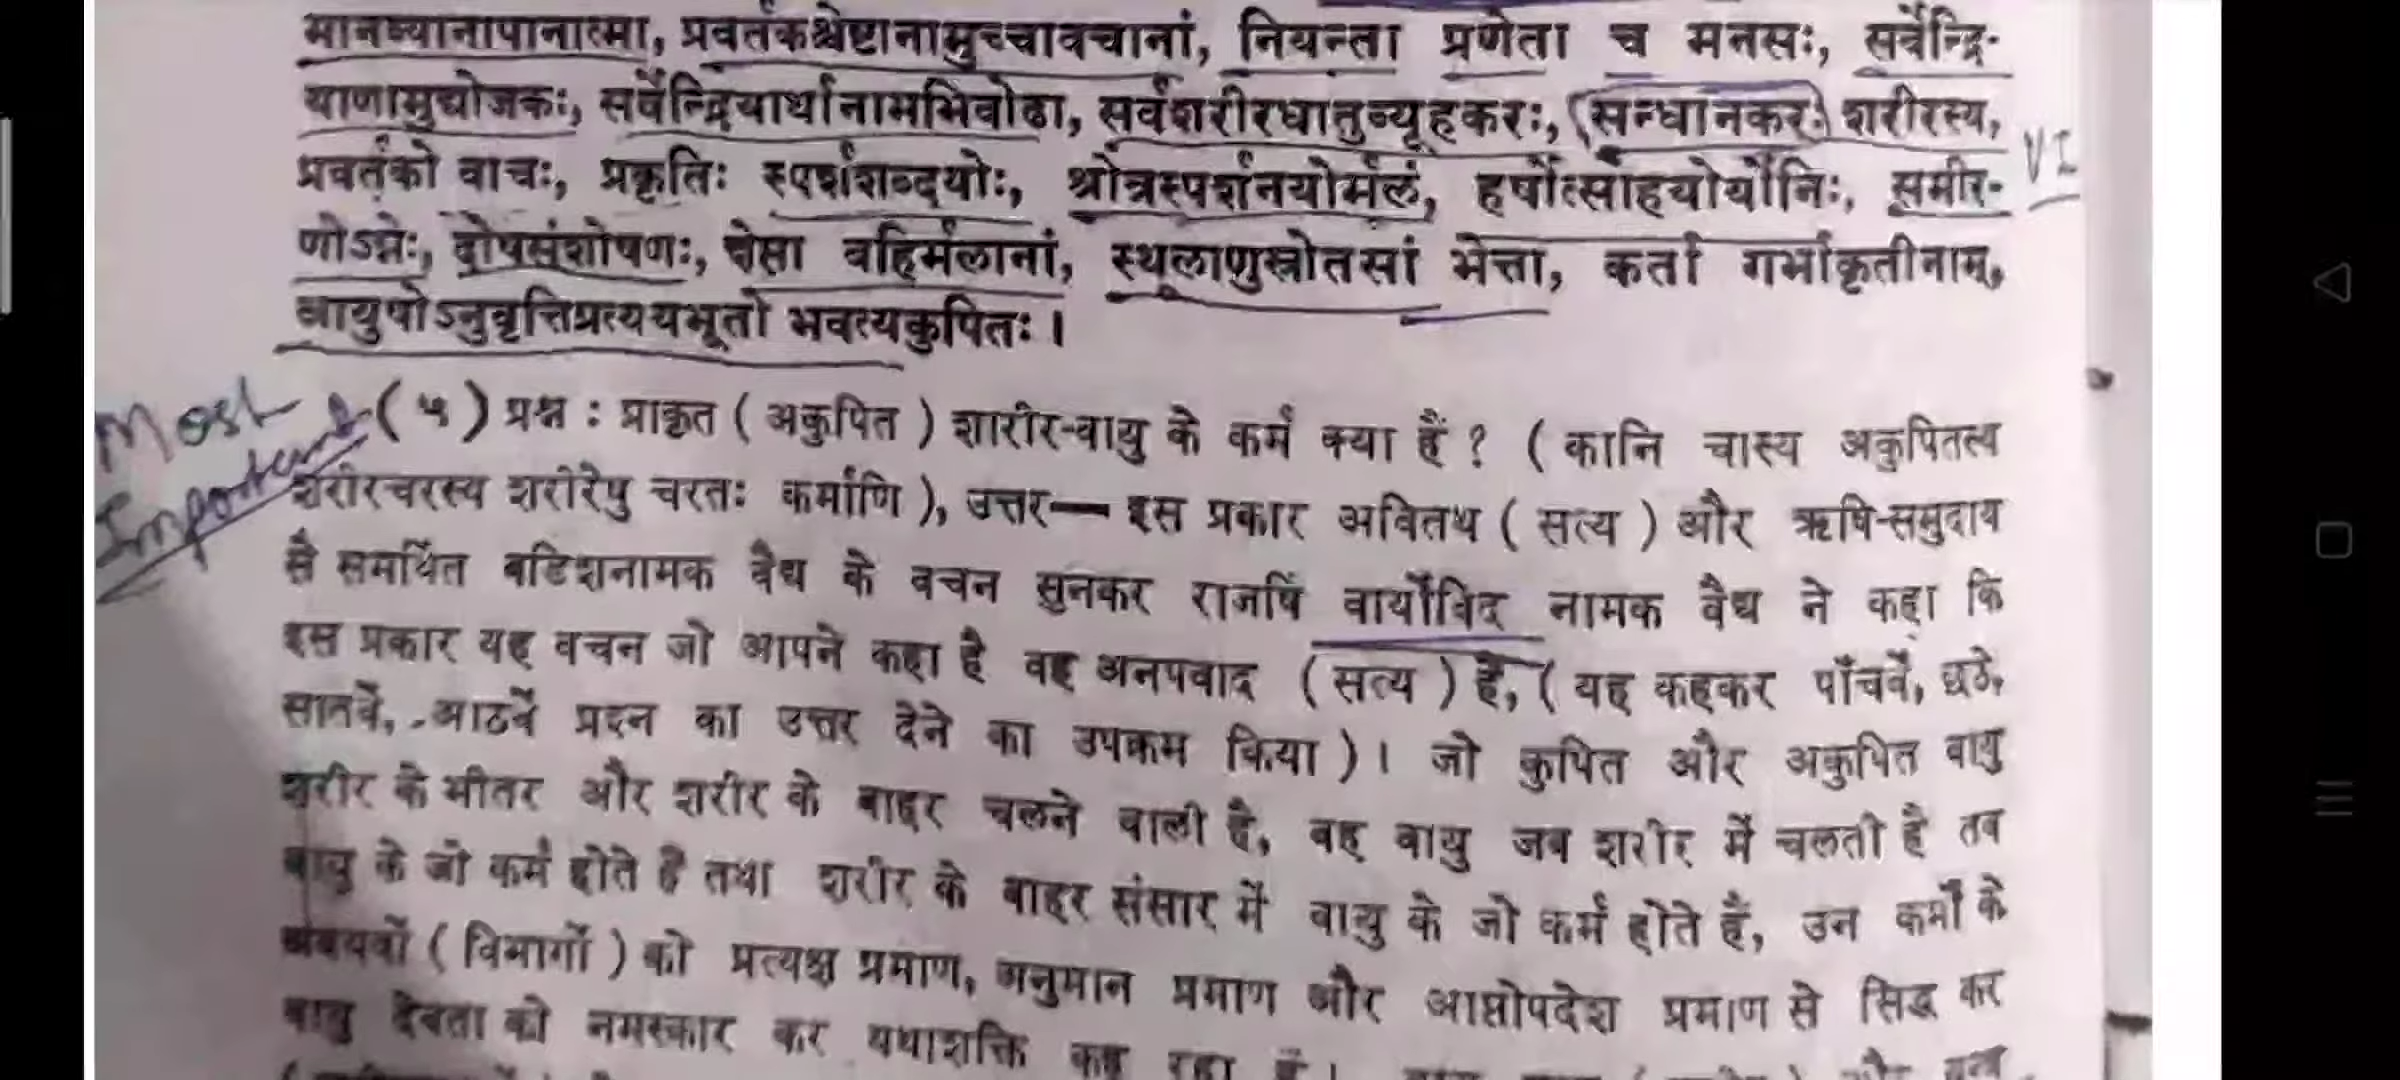 मानव्यानापानात्मा, प्रवर्तकश्चेष्टानामुच्चावचानां, नियन्ता प्रणेता च मनसः, सर्वेन्द्रि-
याणामुद्योजकः, सर्वेन्द्रियार्थानामभिवोढा, सर्वशरीरधातुव्यूहकरः, (सन्धानकरः) शरीरस्य,
प्रवर्तको वाचः, प्रकृतिः स्पर्शशब्दयोः, श्रोत्रस्पर्शनयोर्मूलं, हर्षोत्साहयोर्योनिः, समीर-
VI
णोऽग्नेः, दोषसंशोषणः, क्षेप्ता बहिर्मलानां, स्थूलाणुस्रोतसां भेत्ता, कर्ता गर्भाकृतीनाम्,
आयुषोऽनुवृत्तिप्रत्ययभूतो भवत्यकुपितः ।
Most
Important
( ५ ) प्रश्न : प्राकृत ( अकुपित ) शारीर-वायु के कर्म क्या हैं ? ( कानि चास्य अकुपितस्य
शरीरचरस्य शरीरेषु चरतः कर्माणि ), उत्तर— इस प्रकार अवितथ ( सत्य ) और ऋषि-समुदाय
से समर्थित बडिशनामक वैद्य के वचन सुनकर राजर्षि वार्योविद नामक वैद्य ने कहा कि
इस प्रकार यह वचन जो आपने कहा है वह अनपवाद ( सत्य ) है, ( यह कहकर पाँचवें, छठे,
सातवें, आठवें प्रश्न का उत्तर देने का उपक्रम किया ) । जो कुपित और अकुपित वायु
शरीर के भीतर और शरीर के बाहर चलने वाली है, वह वायु जब शरीर में चलती है तब
वायु के जो कर्म होते हैं तथा शरीर के बाहर संसार में वायु के जो कर्म होते हैं, उन कर्मों के
अवयवों ( विभागों ) को प्रत्यक्ष प्रमाण, अनुमान प्रमाण और आप्तोपदेश प्रमाण से सिद्ध कर
वायु देवता को नमस्कार कर यथाशक्ति कह रहा हूँ ।